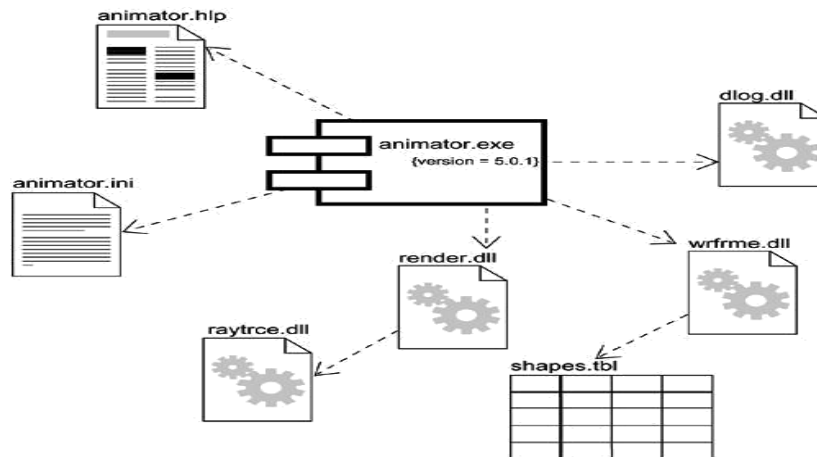 animator.hlp
dlog.dll
animator.exe
{version = 5.0.1}
animator.ini
wrfrme.dll
render.dll
raytrce.dll
shapes.tbl